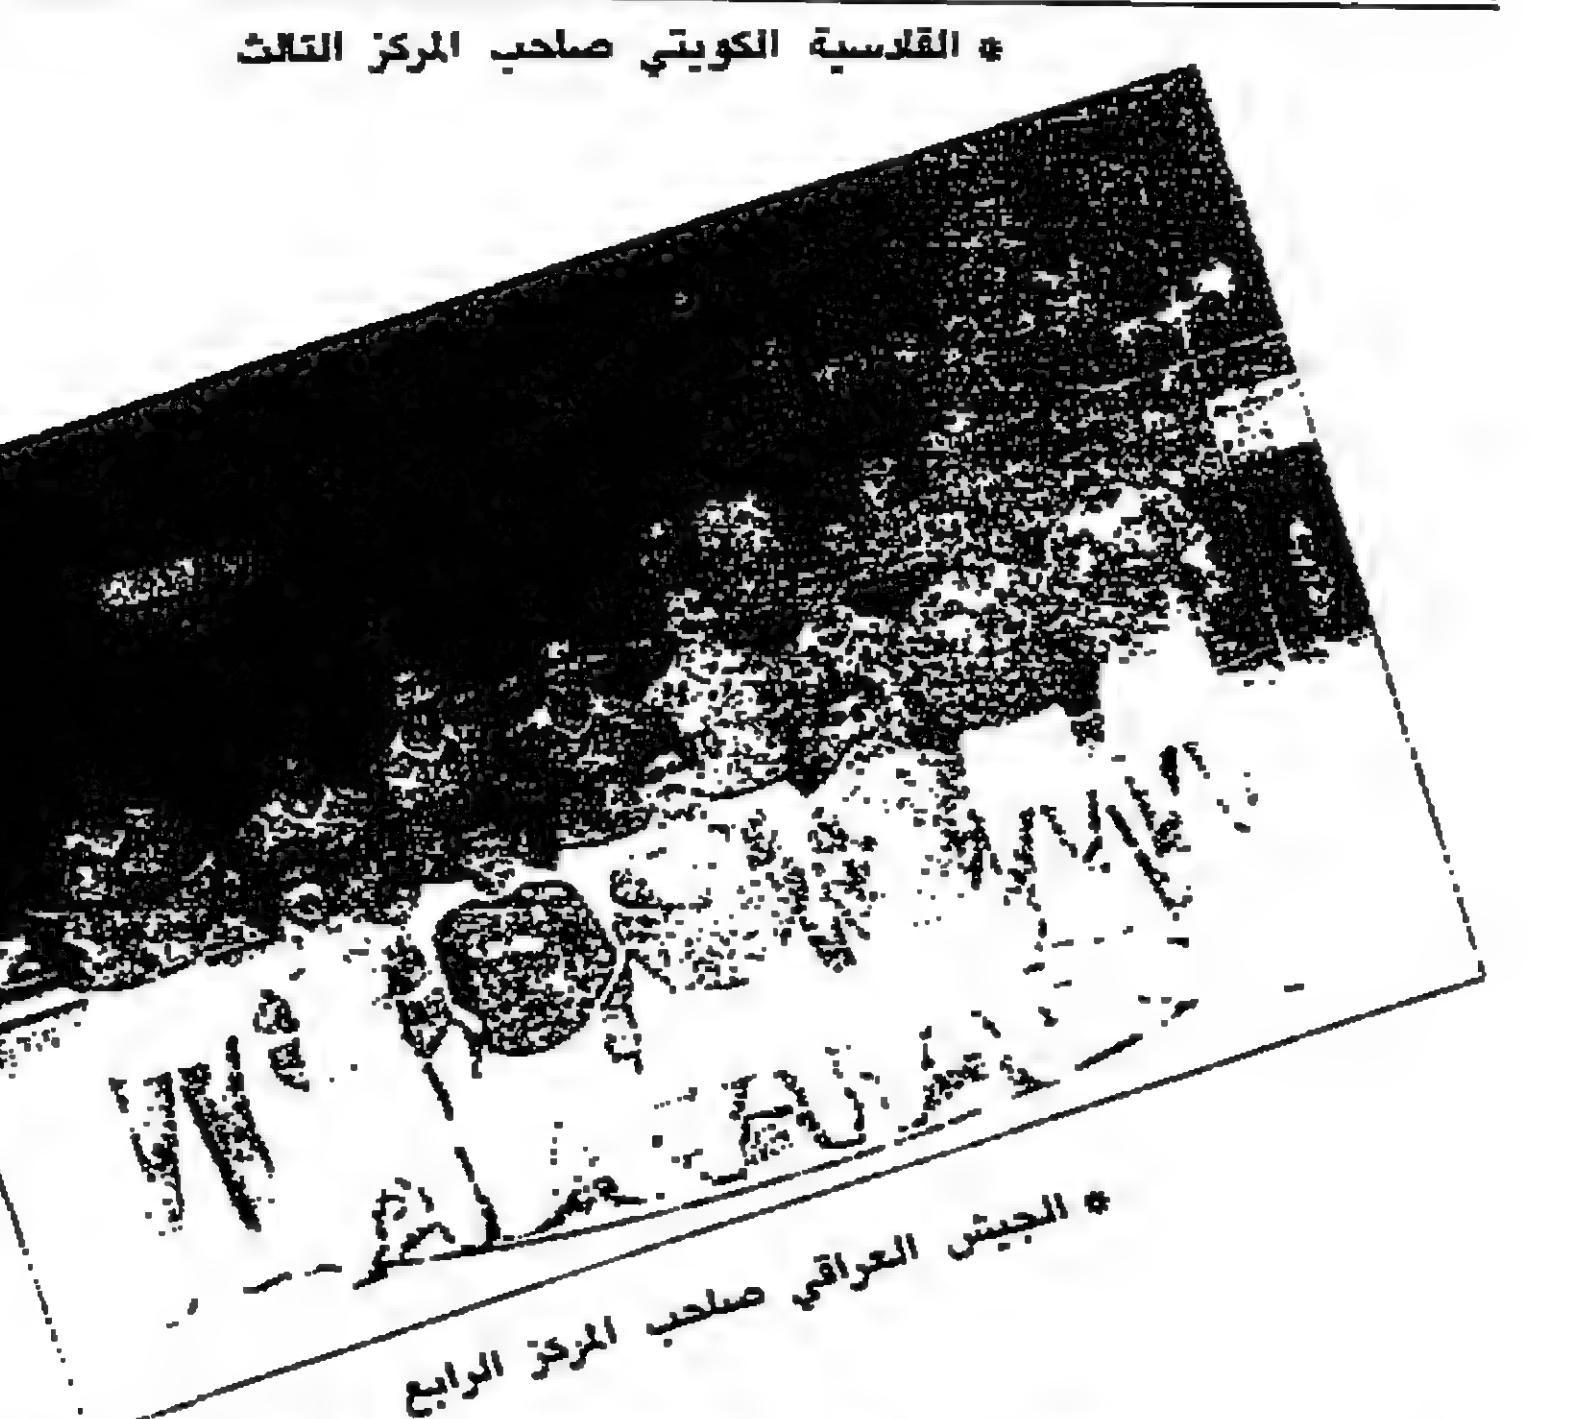 * القادسية الكويتي صاحب المركز الثالث
* الجيش العراقي صاحب المركز الرابع